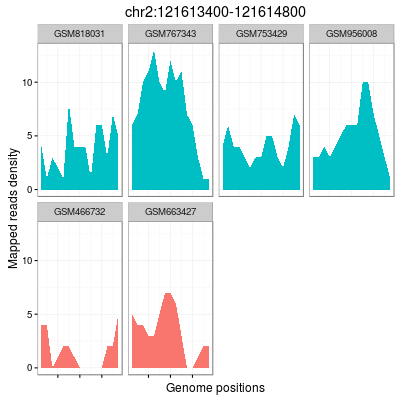 chr2:121613400-121614800
GSM818031 GSM767343 GSM753429 GSM956008
10
5
0
GSM466732 GSM663427
10
5
0
Mapped reads density
Genome positions